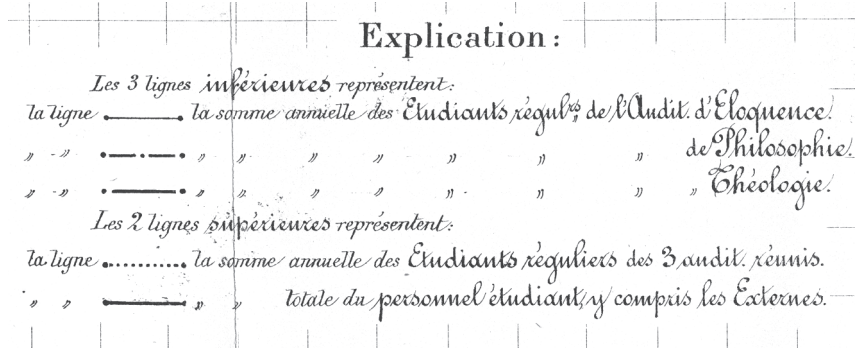 Explication:
Les 3 lignes inférieures représentent:
la ligne la somme annuelle des Etudiants régulrs, de l'Audit. d'Eloquence.
„ „ „ „ „ „ „ „ „ de Philosophie.
„ „ „ „ „ „ „ „ „ „ Théologie.
Les 2 lignes supérieures représentent:
la ligne la somme annuelle des Etudiants réguliers des 3 audit. réunis.
„ „ „ „ totale du personnel étudiant, y compris les Externes.